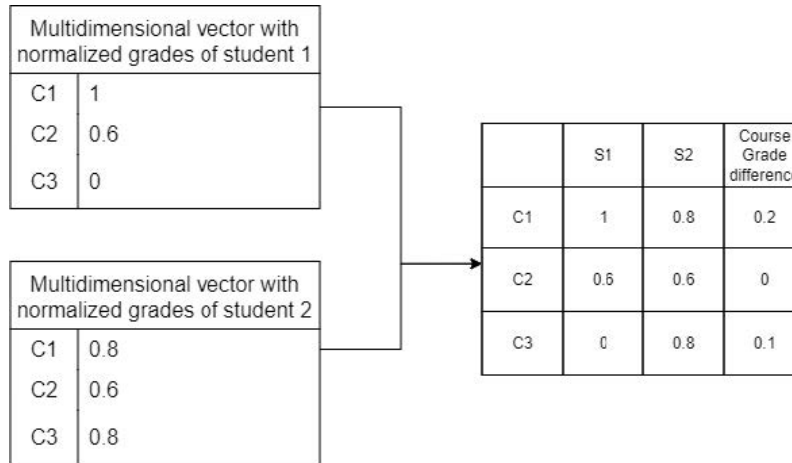 Multidimensional vector with
normalized grades of student 1
C1 1
C2 0.6
C3 0
Multidimensional vector with
normalized grades of student 2
C1 0.8
C2 0.6
C3 0.8
S1 S2 Course Grade difference
C1 1 0.8 0.2
C2 0.6 0.6 0
C3 0 0.8 0.1